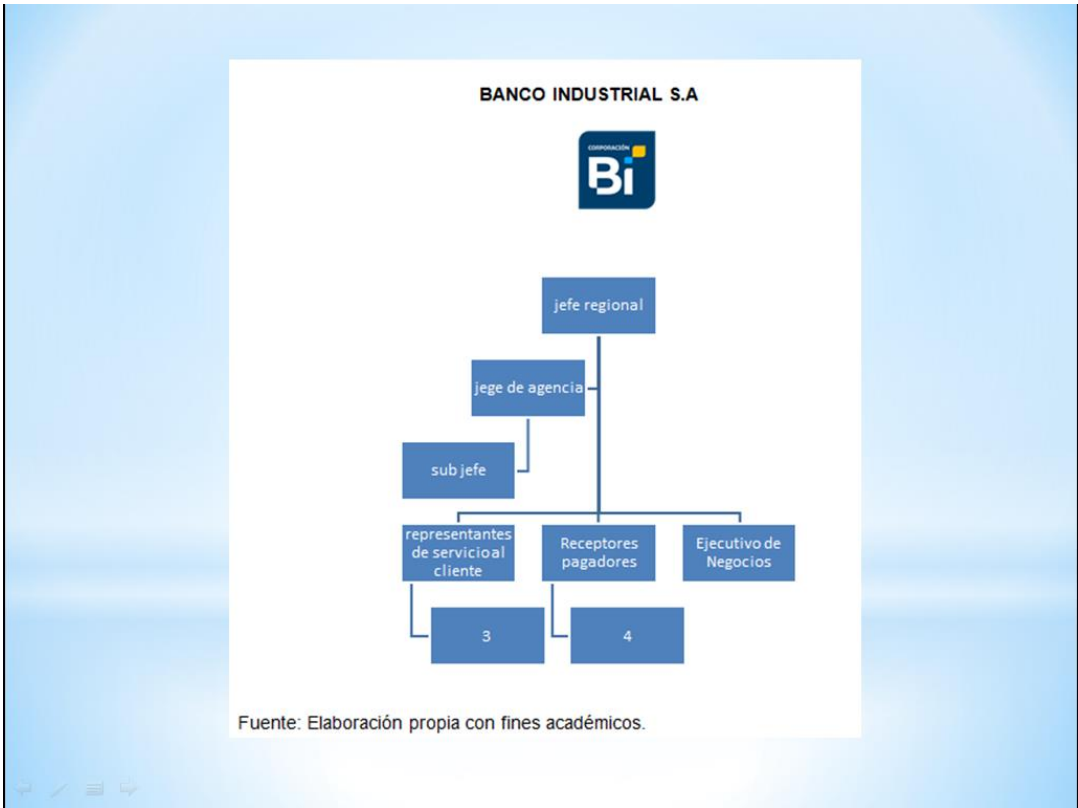 BANCO INDUSTRIAL S.A
CORPORACIÓN
Bi
jefe regional
jege de agencia
sub jefe
representantes
de servicio al
cliente
Receptores
pagadores
Ejecutivo de
Negocios
3
4
Fuente: Elaboración propia con fines académicos.